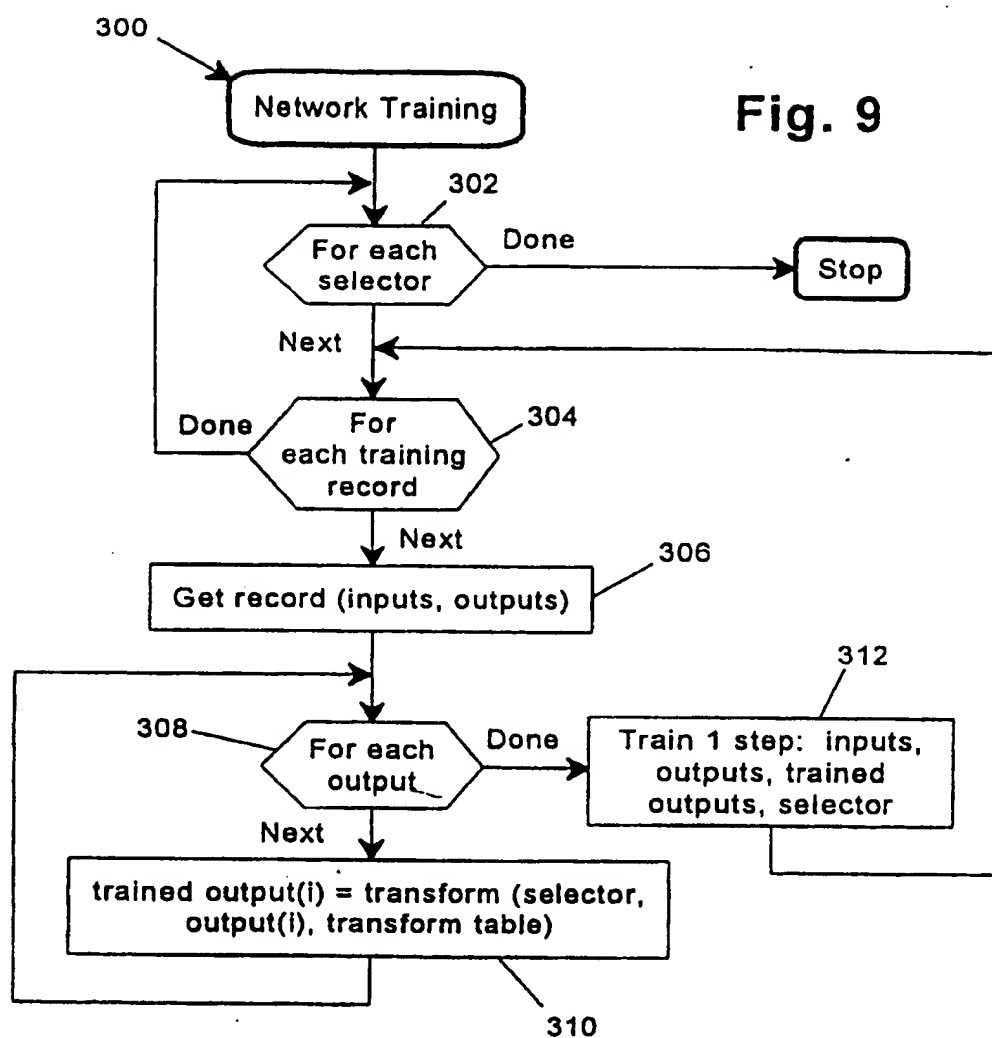 300
Network Training
Fig. 9
302
For each
selector
Done
Stop
Next
Done
For
each training
record
304
Next
306
Get record (inputs, outputs)
312
308
For each
output
Done
Train 1 step: inputs,
outputs, trained
outputs, selector
Next
trained output(i) = transform (selector,
output(i), transform table)
310